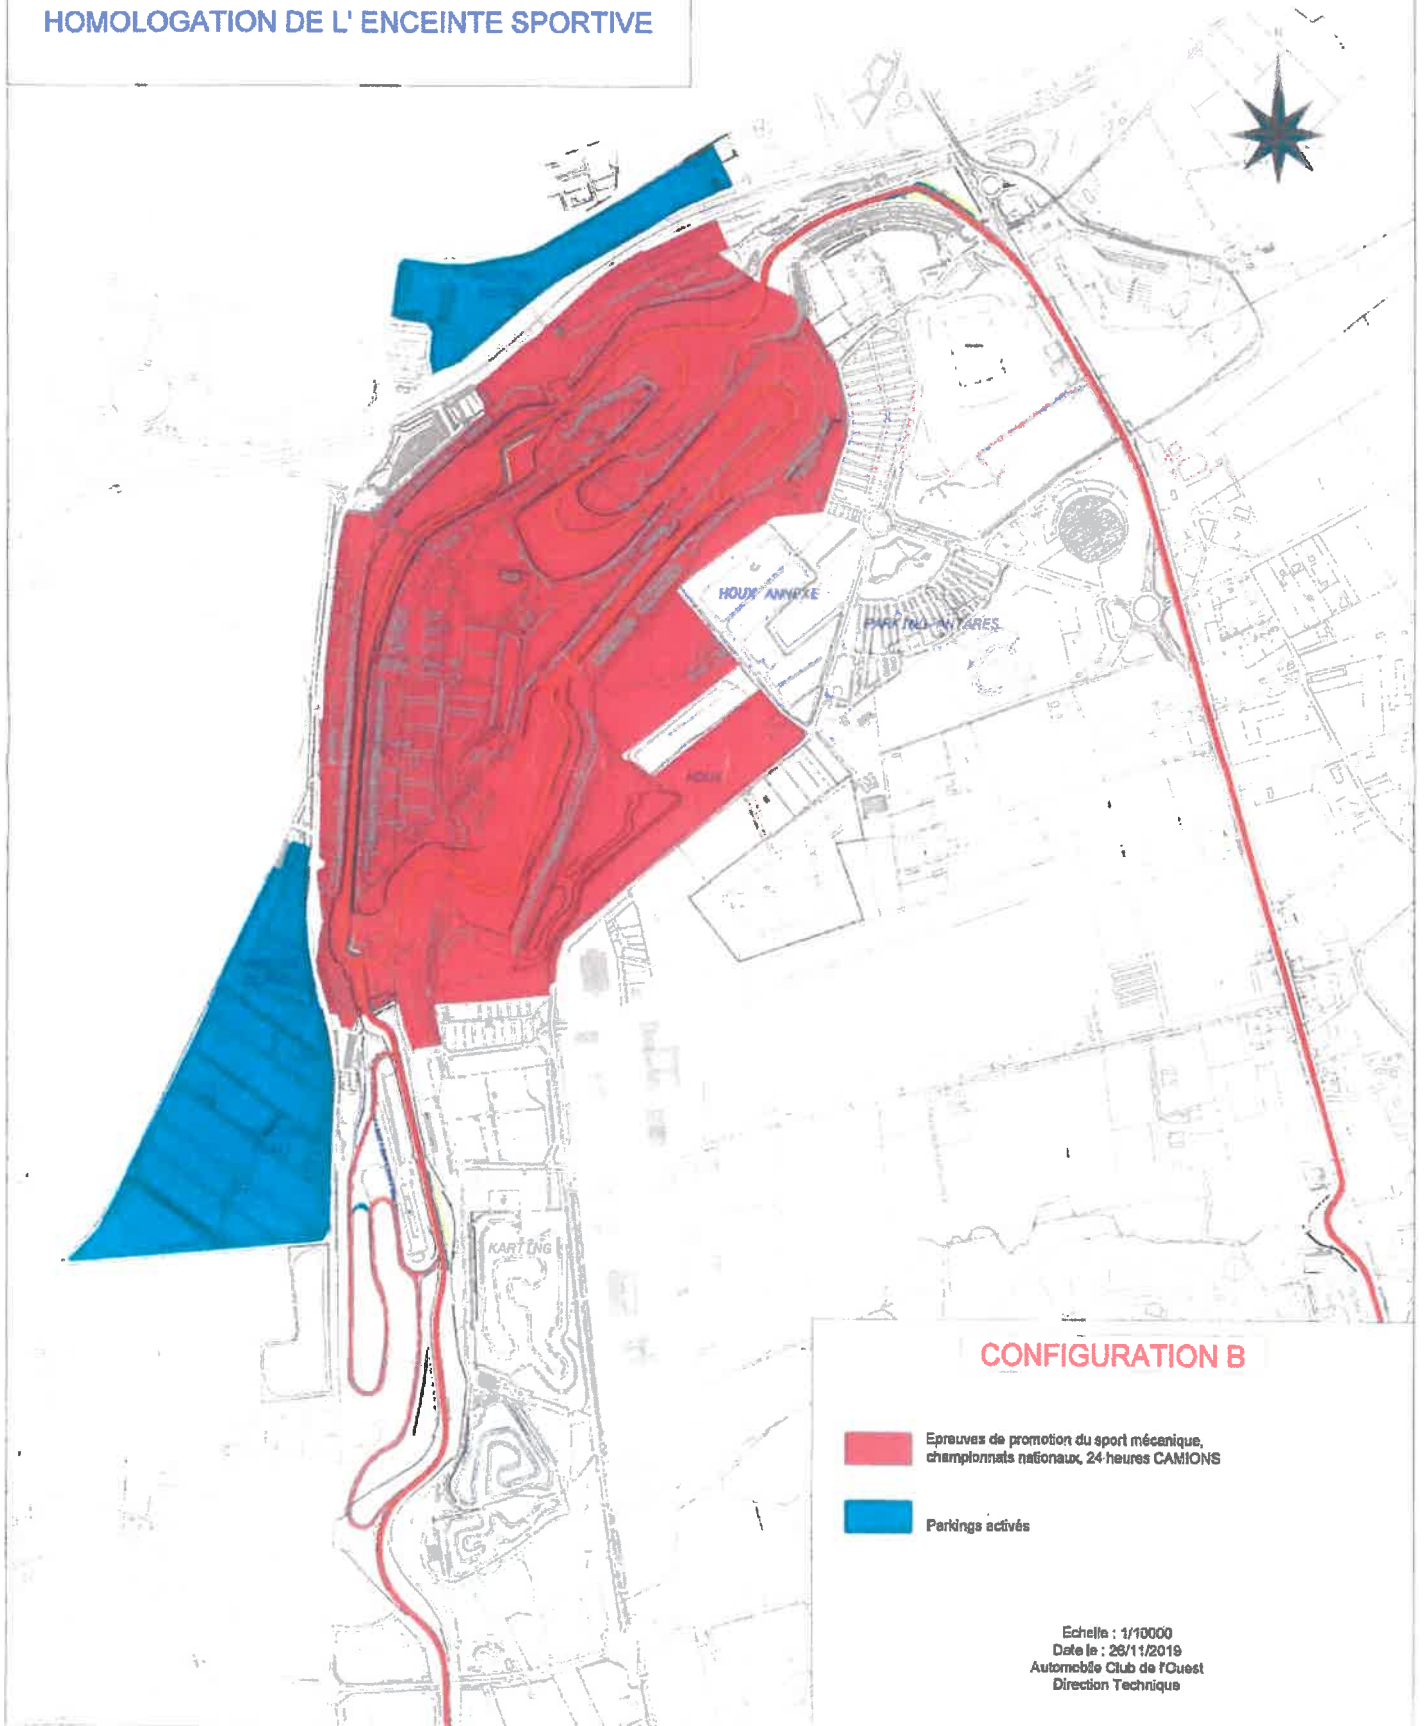 HOMOLOGATION DE L' ENCEINTE SPORTIVE
N
HOUX ANNEXE
PARKING ANTARES
HOUX
KARTING
CONFIGURATION B
Epreuves de promotion du sport mécanique,
championnats nationaux, 24 heures CAMIONS
Parkings activés
Echelle : 1/10000
Date le : 26/11/2019
Automobile Club de l'Ouest
Direction Technique